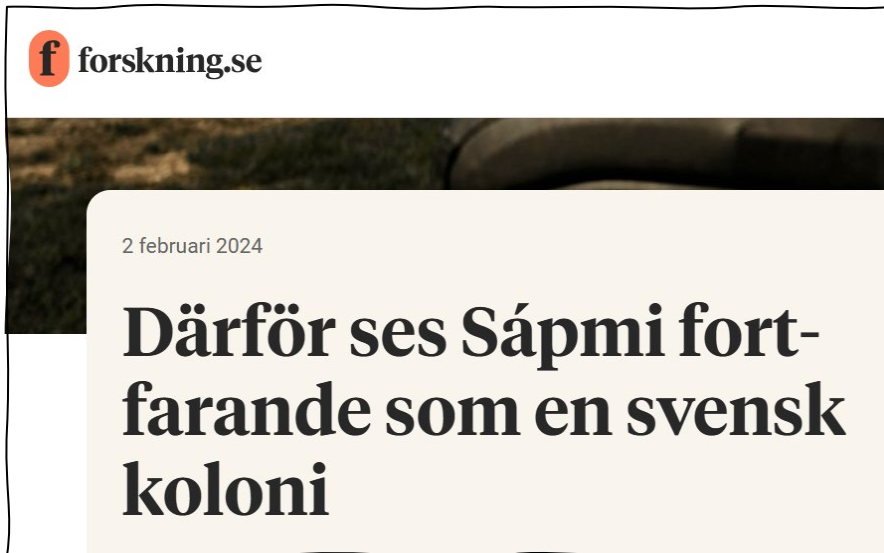 f forskning.se
2 februari 2024
Därför ses Sápmi fort-
farande som en svensk
koloni